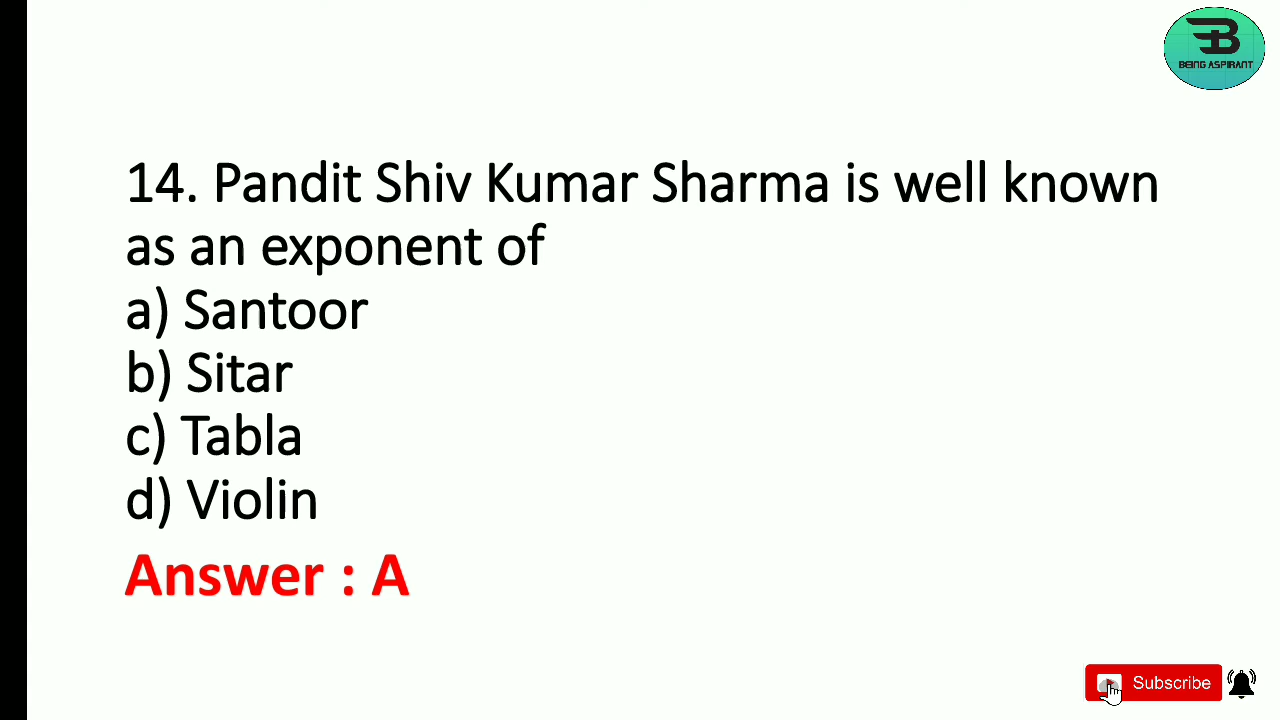 BEING ASPIRANT
14. Pandit Shiv Kumar Sharma is well known
as an exponent of
a) Santoor
b) Sitar
c) Tabla
d) Violin
Answer : A
Subscribe